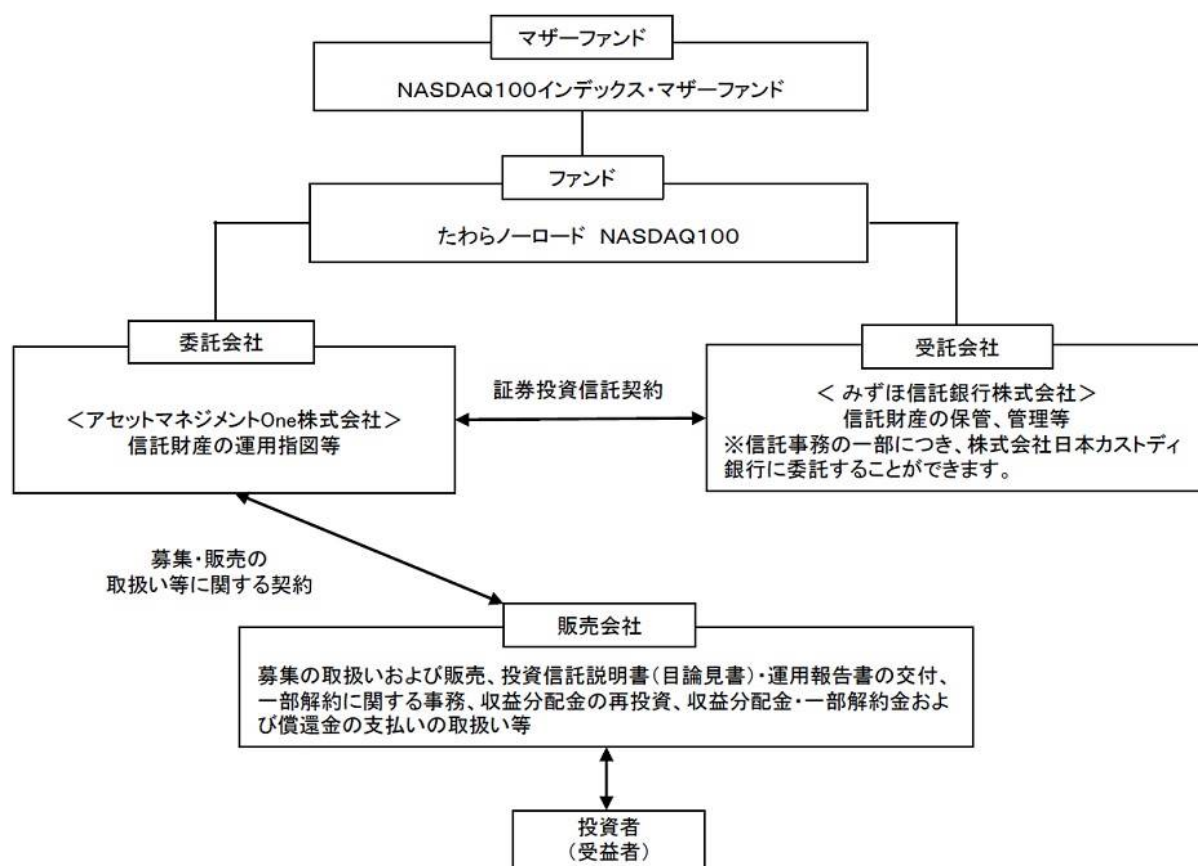 マザーファンド
NASDAQ100インデックス・マザーファンド
ファンド
たわらノーロード NASDAQ100
委託会社
＜アセットマネジメントOne株式会社＞
信託財産の運用指図等
証券投資信託契約
受託会社
＜ みずほ信託銀行株式会社＞
信託財産の保管、管理等
※信託事務の一部につき、株式会社日本カストディ
銀行に委託することができます。
募集・販売の
取扱い等に関する契約
販売会社
募集の取扱いおよび販売、投資信託説明書（目論見書）・運用報告書の交付、
一部解約に関する事務、収益分配金の再投資、収益分配金・一部解約金およ
び償還金の支払いの取扱い等
投資者
（受益者）